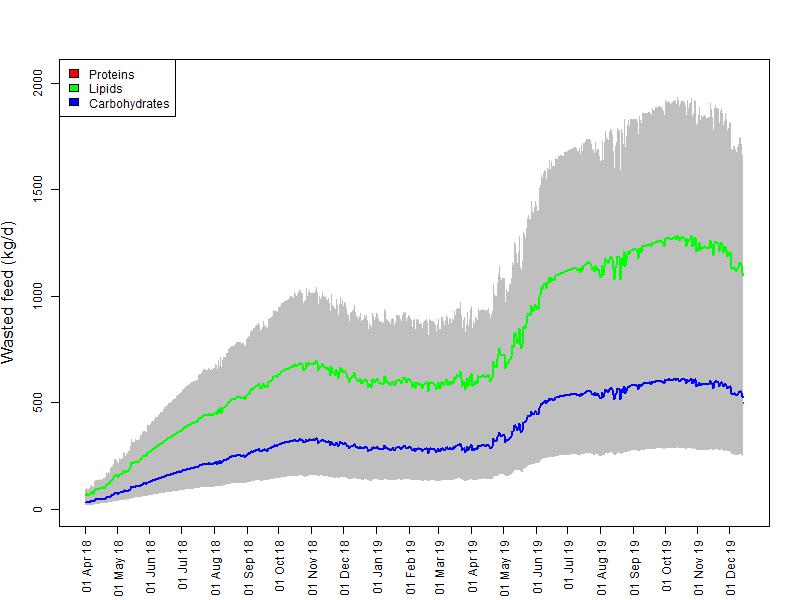 Proteins
Lipids
Carbohydrates
Wasted feed (kg/d)
2000
1500
1000
500
0
01 Apr 18
01 May 18
01 Jun 18
01 Jul 18
01 Aug 18
01 Sep 18
01 Oct 18
01 Nov 18
01 Dec 18
01 Jan 19
01 Feb 19
01 Mar 19
01 Apr 19
01 May 19
01 Jun 19
01 Jul 19
01 Aug 19
01 Sep 19
01 Oct 19
01 Nov 19
01 Dec 19